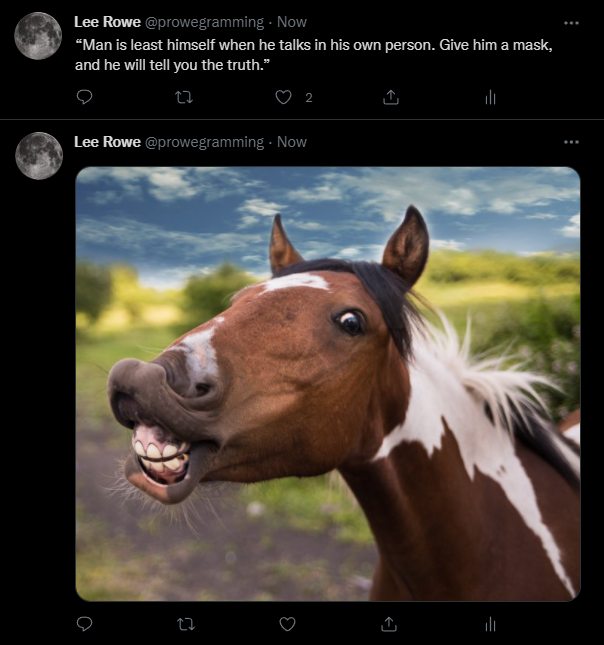 Lee Rowe @prowegramming · Now
“Man is least himself when he talks in his own person. Give him a mask,
and he will tell you the truth.”
2
Lee Rowe @prowegramming · Now